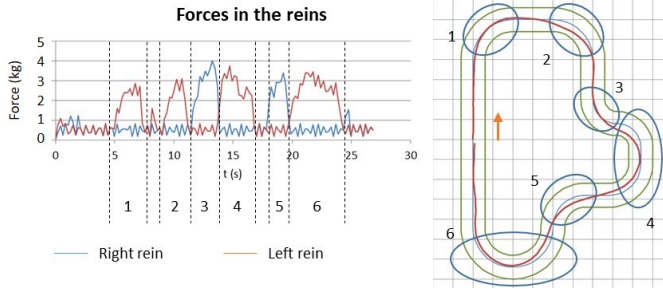 Forces in the reins
Force (kg)
5
4
3
2
1
0
0 5 10 15 20 25 30
t (s)
1 2 3 4 5 6
Right rein Left rein
1
2
3
4
5
6